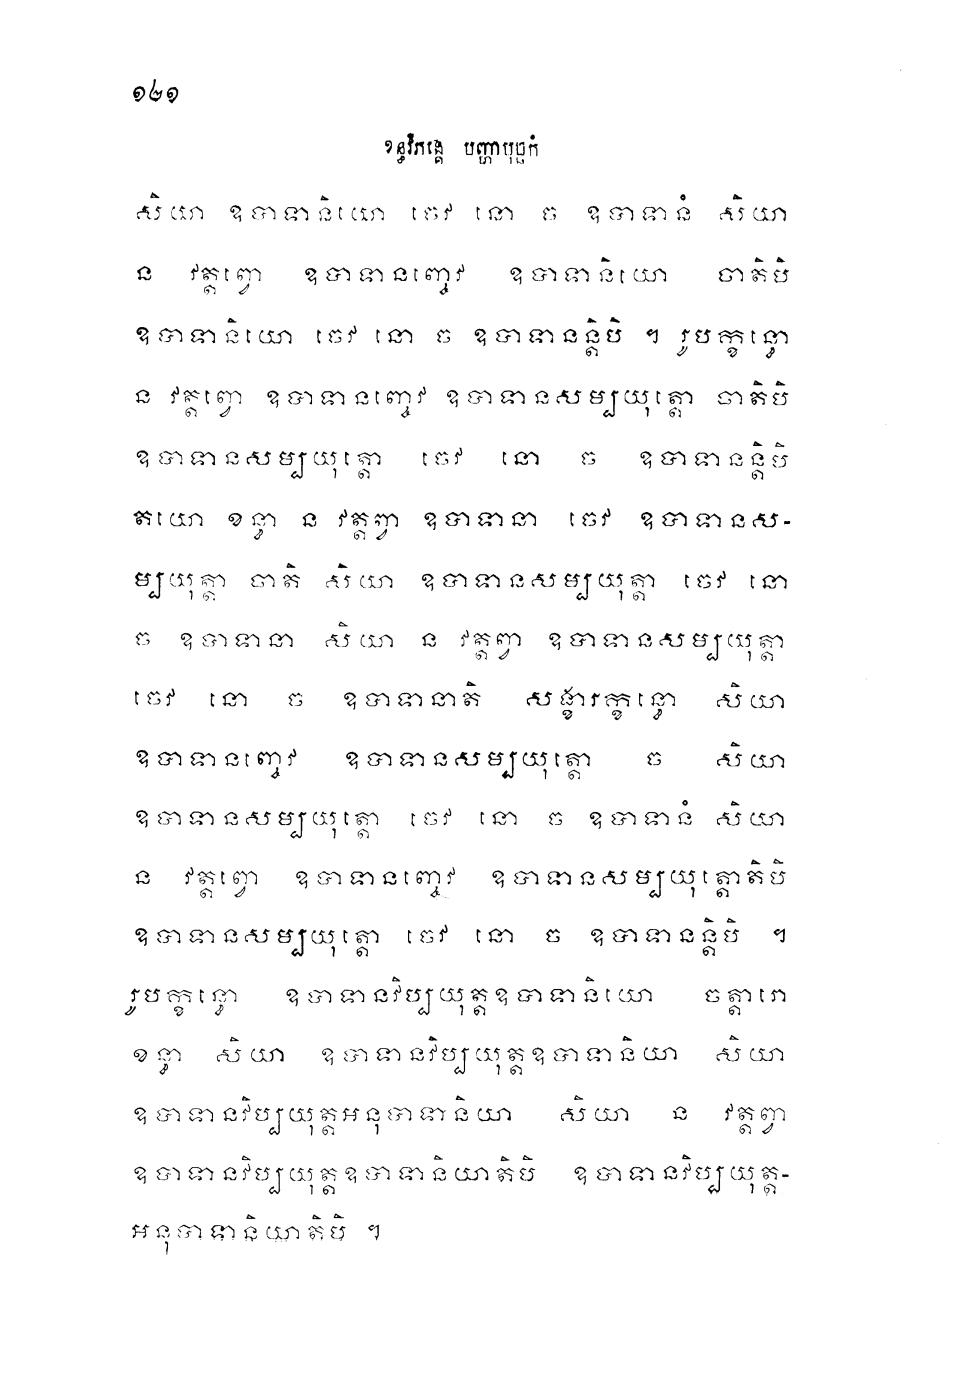 ១២១
ខន្ធវិភង្គេ បញ្ហាបុច្ឆកំ
សិយា ឧបាទានិយោ ចេវ នោ ច ឧបាទានំ សិយា
ន វត្តព្វោ ឧបាទានញ្ចេវ ឧបាទានិយោ ចាតិបិ
ឧបាទានិយោ ចេវ នោ ច ឧបាទានន្តិបិ ។ រូបក្ខន្ធោ
ន វត្តព្វោ ឧបាទានញ្ចេវ ឧបាទានសម្បយុត្តោ ចាតិបិ
ឧបាទានសម្បយុត្តោ ចេវ នោ ច ឧបាទានន្តិបិ
តយោ ខន្ធា ន វត្តព្វា ឧបាទានា ចេវ ឧបាទានស-
ម្បយុត្តា ចាតិ សិយា ឧបាទានសម្បយុត្តា ចេវ នោ
ច ឧបាទានា សិយា ន វត្តព្វា ឧបាទានសម្បយុត្តា
ចេវ នោ ច ឧបាទានាតិ សង្ខារក្ខន្ធោ សិយា
ឧបាទានញ្ចេវ ឧបាទានសម្បយុត្តោ ច សិយា
ឧបាទានសម្បយុត្តោ ចេវ នោ ច ឧបាទានំ សិយា
ន វត្តព្វោ ឧបាទានញ្ចេវ ឧបាទានសម្បយុត្តោតិបិ
ឧបាទានសម្បយុត្តោ ចេវ នោ ច ឧបាទានន្តិបិ ។
រូបក្ខន្ធោ ឧបាទានវិប្បយុត្តឧបាទានិយោ ចត្តារោ
ខន្ធា សិយា ឧបាទានវិប្បយុត្តឧបាទានិយា សិយា
ឧបាទានវិប្បយុត្តអនុបាទានិយា សិយា ន វត្តព្វា
ឧបាទានវិប្បយុត្តឧបាទានិយាតិបិ ឧបាទានវិប្បយុត្ត-
អនុបាទានិយាតិបិ ។